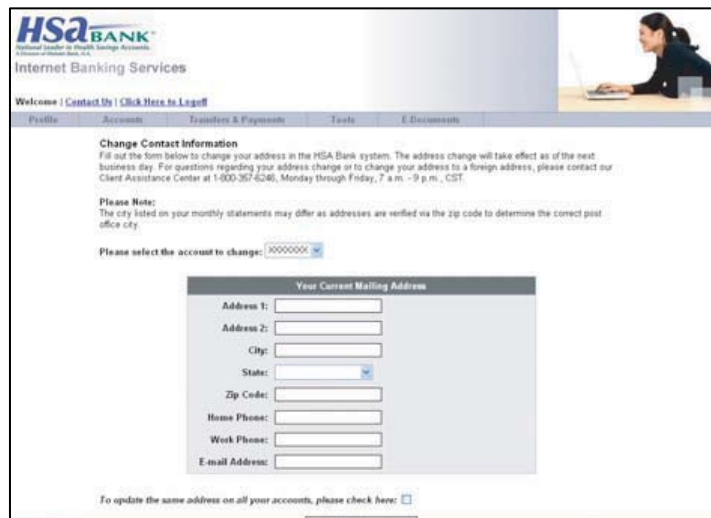 HSA BANK
National Leader in Health Savings Accounts
A Division of Webster Bank, N.A.
Internet Banking Services
Welcome | Contact Us | Click Here to Logoff
Profile Accounts Transfers & Payments Tools E-Documents
Change Contact Information
Fill out the form below to change your address in the HSA Bank system. The address change will take effect as of the next
business day. For questions regarding your address change or to change your address to a foreign address, please contact our
Client Assistance Center at 1-800-357-6246, Monday through Friday, 7 a.m. - 9 p.m., CST.
Please Note:
The city listed on your monthly statements may differ as addresses are verified via the zip code to determine the correct post
office city.
Please select the account to change: XXXXXXX
Your Current Mailing Address
Address 1:
Address 2:
City:
State:
Zip Code:
Home Phone:
Work Phone:
E-mail Address:
To update the same address on all your accounts, please check here: